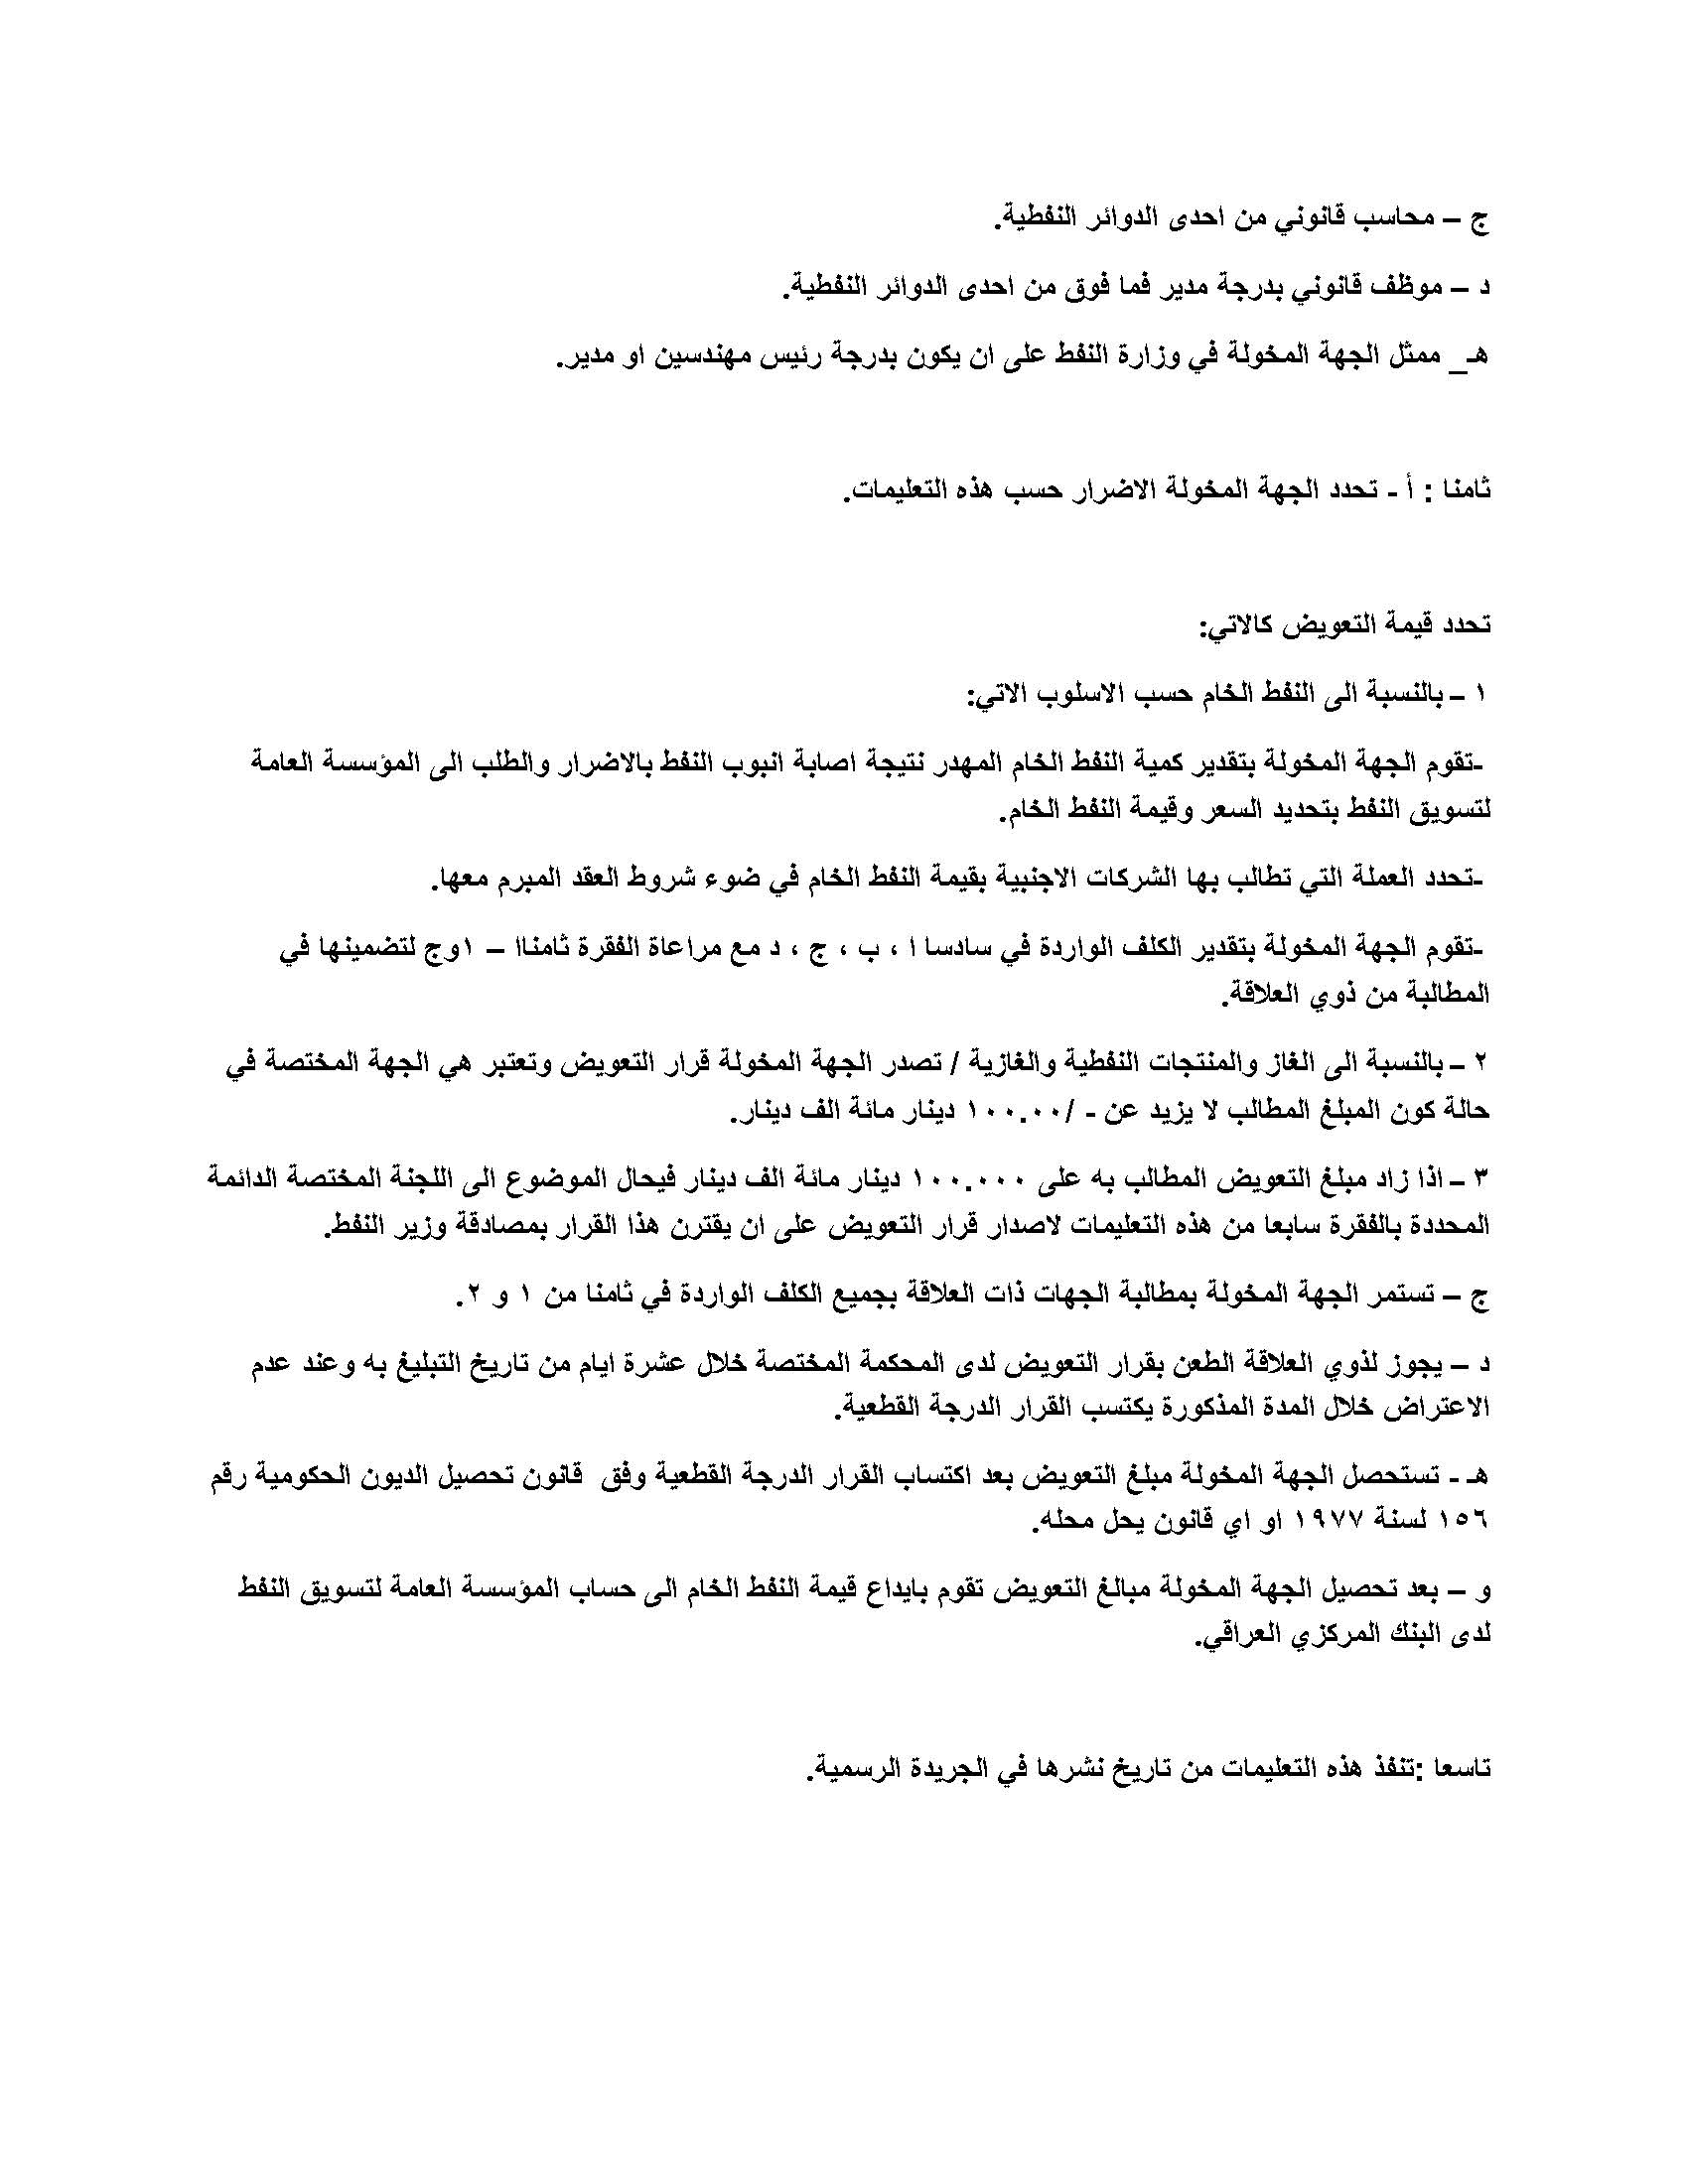 ج – محاسب قانوني من احدى الدوائر النفطية.
د – موظف قانوني بدرجة مدير فما فوق من احدى الدوائر النفطية.
هـ_ ممثل الجهة المخولة في وزارة النفط على ان يكون بدرجة رئيس مهندسين او مدير.
ثامنا : أ - تحدد الجهة المخولة الاضرار حسب هذه التعليمات.
تحدد قيمة التعويض كالاتي:
١ – بالنسبة الى النفط الخام حسب الاسلوب الاتي:
-تقوم الجهة المخولة بتقدير كمية النفط الخام المهدر نتيجة اصابة انبوب النفط بالاضرار والطلب الى المؤسسة العامة
لتسويق النفط بتحديد السعر وقيمة النفط الخام.
-تحدد العملة التي تطالب بها الشركات الاجنبية بقيمة النفط الخام في ضوء شروط العقد المبرم معها.
-تقوم الجهة المخولة بتقدير الكلف الواردة في سادسا ا ، ب ، ج ، د مع مراعاة الفقرة ثامناا – ١وج لتضمينها في
المطالبة من ذوي العلاقة.
٢ – بالنسبة الى الغاز والمنتجات النفطية والغازية / تصدر الجهة المخولة قرار التعويض وتعتبر هي الجهة المختصة في
حالة كون المبلغ المطالب لا يزيد عن - /١٠٠.٠٠ دينار مائة الف دينار.
٣ – اذا زاد مبلغ التعويض المطالب به على ١٠٠.٠٠٠ دينار مائة الف دينار فيحال الموضوع الى اللجنة المختصة الدائمة
المحددة بالفقرة سابعا من هذه التعليمات لاصدار قرار التعويض على ان يقترن هذا القرار بمصادقة وزير النفط.
ج – تستمر الجهة المخولة بمطالبة الجهات ذات العلاقة بجميع الكلف الواردة في ثامنا من ١ و ٢.
د – يجوز لذوي العلاقة الطعن بقرار التعويض لدى المحكمة المختصة خلال عشرة ايام من تاريخ التبليغ به وعند عدم
الاعتراض خلال المدة المذكورة يكتسب القرار الدرجة القطعية.
هـ - تستحصل الجهة المخولة مبلغ التعويض بعد اكتساب القرار الدرجة القطعية وفق  قانون تحصيل الديون الحكومية رقم
١٥٦ لسنة ١٩٧٧ او اي قانون يحل محله.
و – بعد تحصيل الجهة المخولة مبالغ التعويض تقوم بايداع قيمة النفط الخام الى حساب المؤسسة العامة لتسويق النفط
لدى البنك المركزي العراقي.
تاسعا :تنفذ هذه التعليمات من تاريخ نشرها في الجريدة الرسمية.